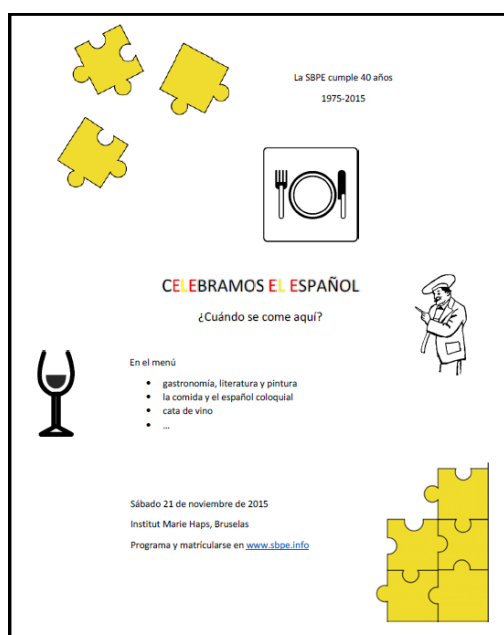 La SBPE cumple 40 años
1975-2015
CELEBRAMOS EL ESPAÑOL
¿Cuándo se come aquí?
En el menú
• gastronomía, literatura y pintura
• la comida y el español coloquial
• cata de vino
• ...
Sábado 21 de noviembre de 2015
Institut Marie Haps, Bruselas
Programa y matricularse en www.sbpe.info